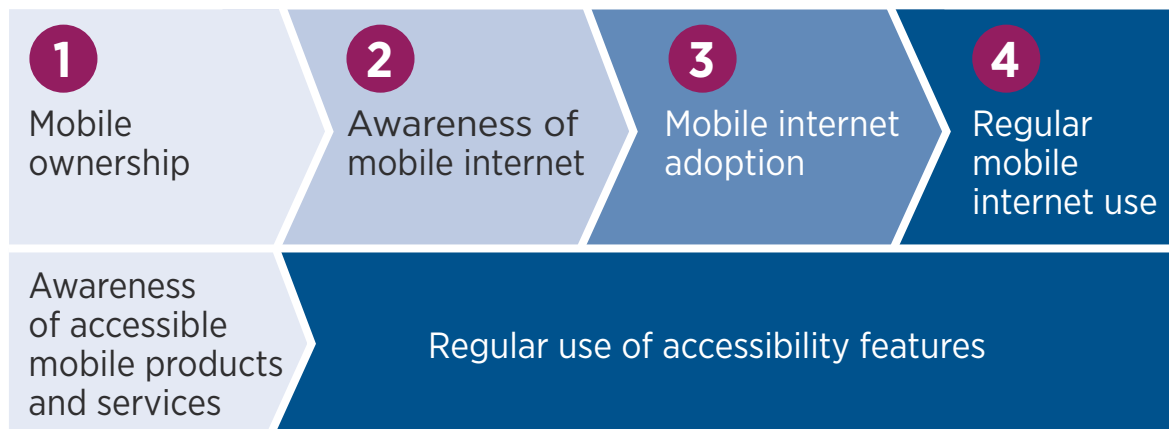 1
Mobile
ownership
2
Awareness of
mobile internet
3
Mobile internet
adoption
4
Regular
mobile
internet use
Awareness
of accessible
mobile products
and services
Regular use of accessibility features